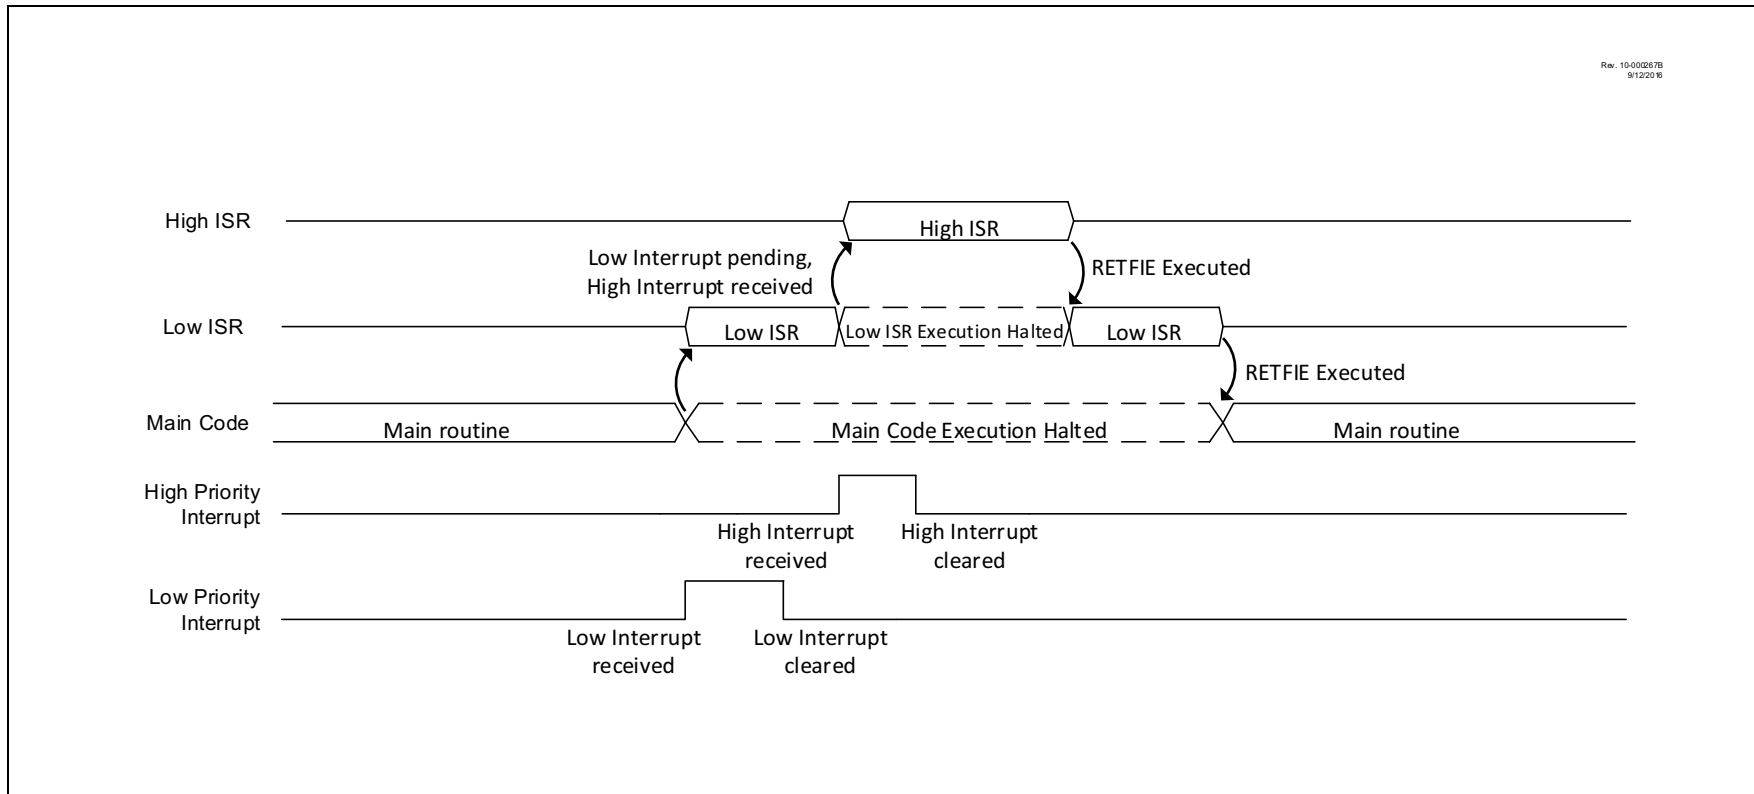 Rev. 10-000267B
9/12/2016
High ISR
High ISR
Low Interrupt pending,
High Interrupt received
RETFIE Executed
Low ISR
Low ISR
Low ISR Execution Halted
Low ISR
RETFIE Executed
Main Code
Main routine
Main Code Execution Halted
Main routine
High Priority
Interrupt
High Interrupt
received
High Interrupt
cleared
Low Priority
Interrupt
Low Interrupt
received
Low Interrupt
cleared